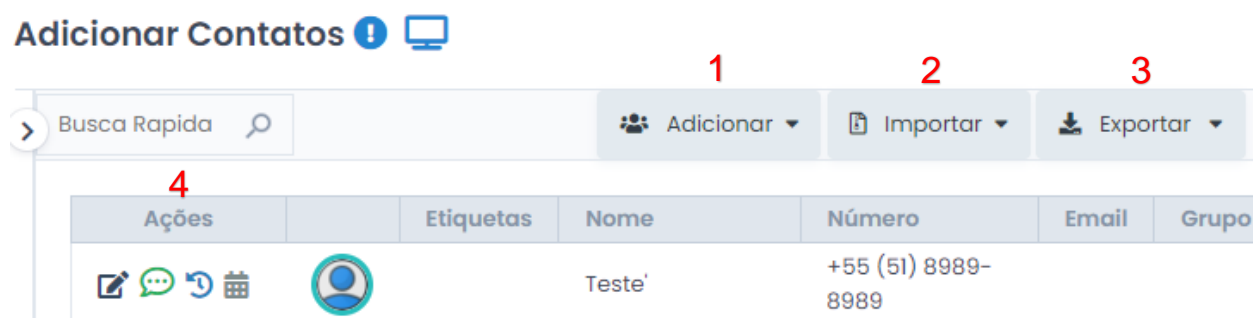 Adicionar Contatos
1 2 3
Busca Rapida Adicionar Importar Exportar
4
Ações Etiquetas Nome Número Email Grupo
Teste' +55 (51) 8989-
8989